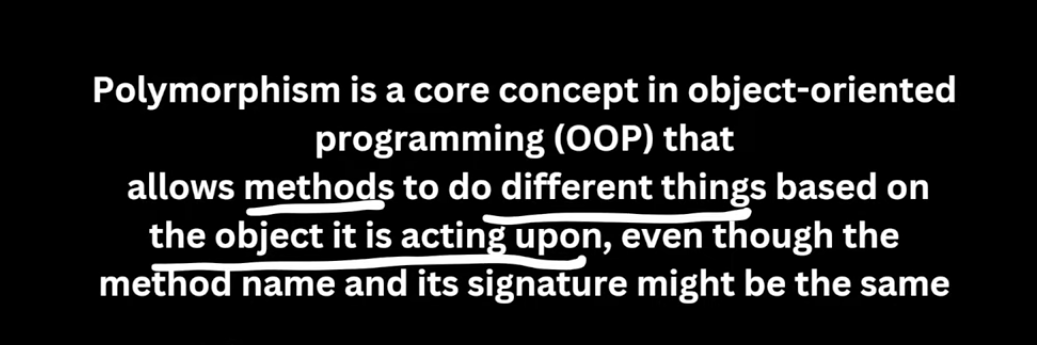 Polymorphism is a core concept in object-oriented
programming (OOP) that
allows methods to do different things based on
the object it is acting upon, even though the
method name and its signature might be the same